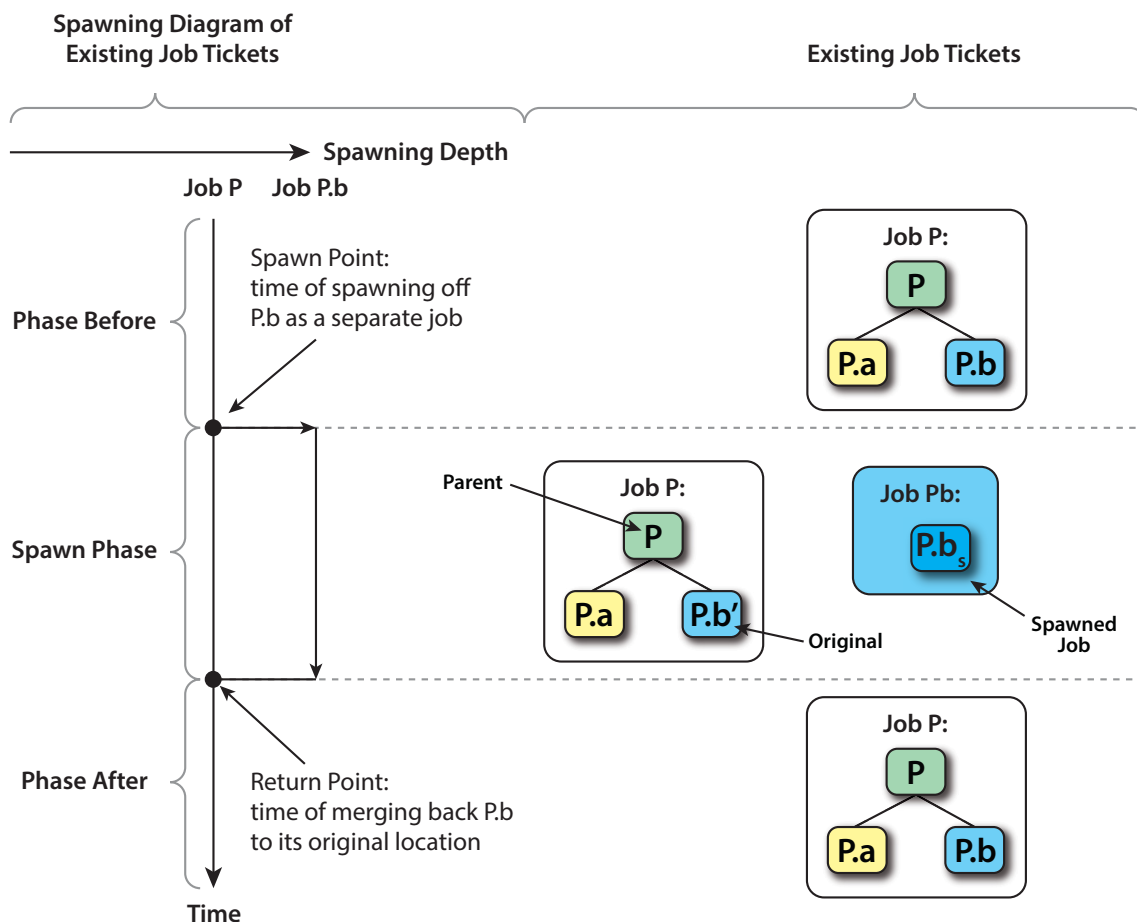 Spawning Diagram of
Existing Job Tickets
Existing Job Tickets
Spawning Depth
Job P
Job P.b
Phase Before
Spawn Point:
time of spawning off
P.b as a separate job
Job P:
P
P.a
P.b
Spawn Phase
Parent
Job P:
P
P.a
P.b’
Original
Job Pb:
P.bs
Spawned
Job
Phase After
Return Point:
time of merging back P.b
to its original location
Job P:
P
P.a
P.b
Time